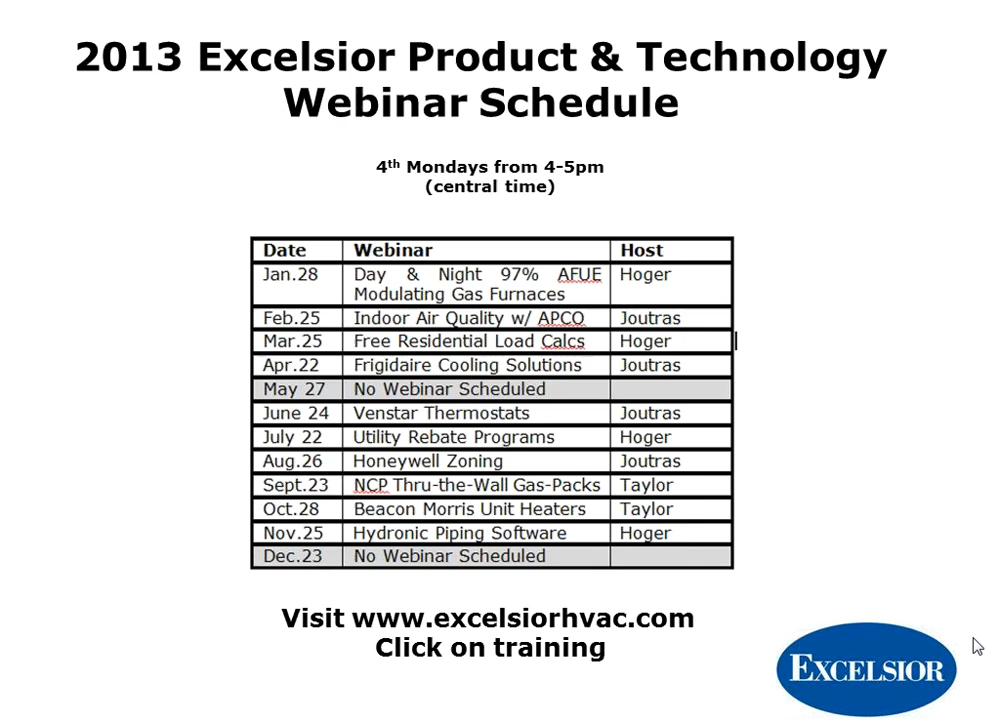 2013 Excelsior Product & Technology
Webinar Schedule
4th Mondays from 4-5pm
(central time)
Date Webinar Host
Jan.28 Day & Night 97% AFUE Hoger
Modulating Gas Furnaces
Feb.25 Indoor Air Quality w/ APCO Joutras
Mar.25 Free Residential Load Calcs Hoger
Apr.22 Frigidaire Cooling Solutions Joutras
May 27 No Webinar Scheduled
June 24 Venstar Thermostats Joutras
July 22 Utility Rebate Programs Hoger
Aug.26 Honeywell Zoning Joutras
Sept.23 NCP Thru-the-Wall Gas-Packs Taylor
Oct.28 Beacon Morris Unit Heaters Taylor
Nov.25 Hydronic Piping Software Hoger
Dec.23 No Webinar Scheduled
Visit www.excelsiorhvac.com
Click on training
EXCELSIOR